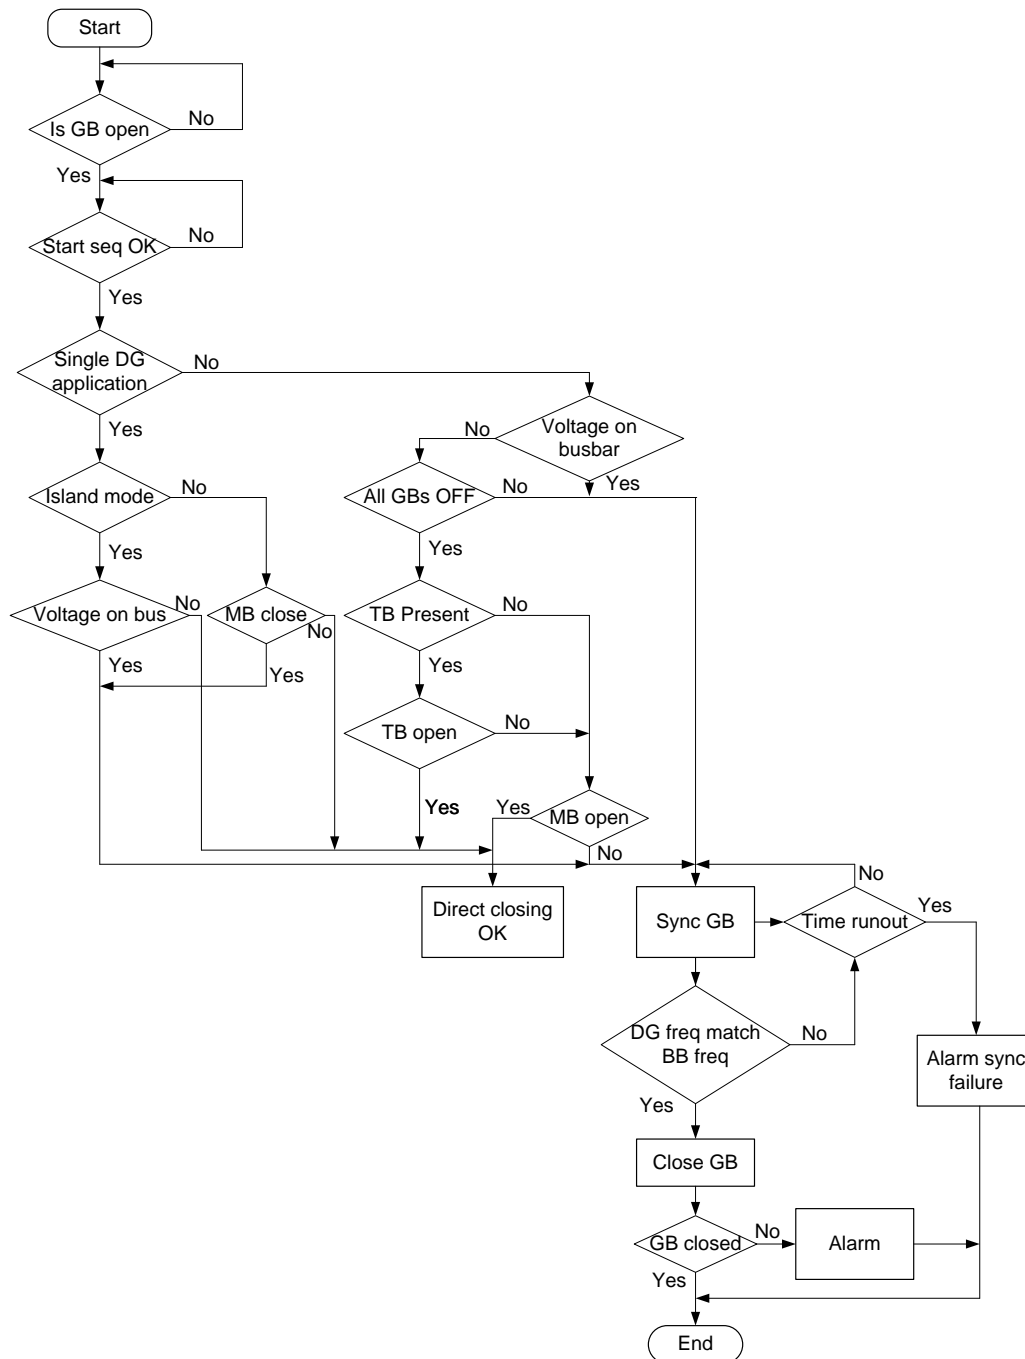 Start
Is GB open
No
Yes
Start seq OK
No
Yes
Single DG
application
No
Yes
Voltage on
busbar
No
Yes
Island mode
No
Yes
All GBs OFF
No
Yes
Voltage on bus
No
Yes
MB close
No
Yes
TB Present
No
Yes
TB open
No
Yes
MB open
Yes
No
Direct closing
OK
Sync GB
Time runout
No
Yes
DG freq match
BB freq
No
Yes
Alarm sync
failure
Close GB
GB closed
No
Yes
Alarm
End